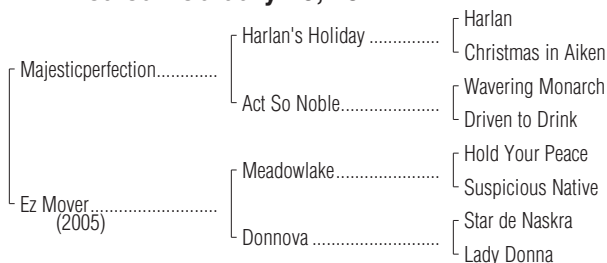 Harlan
Harlan's Holiday ................
Christmas in Aiken
Majesticperfection.............
Wavering Monarch
Act So Noble......................
Driven to Drink
Hold Your Peace
Meadowlake.......................
Suspicious Native
Ez Mover............................
(2005)
Star de Naskra
Donnova ............................
Lady Donna